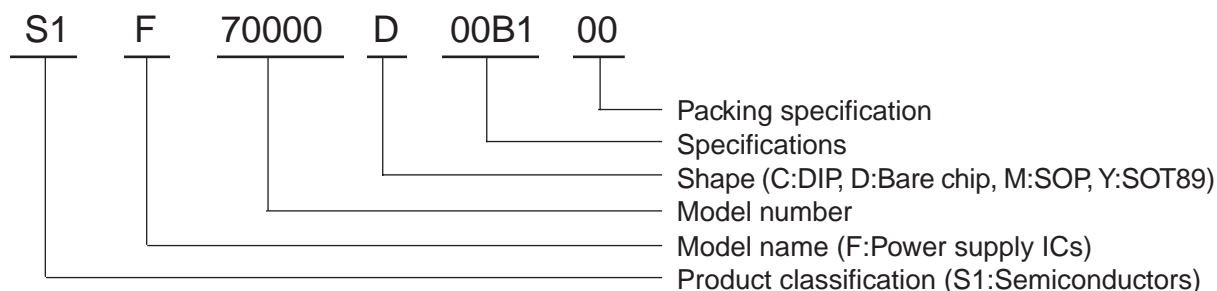 S1 F 70000 D 00B1 00
Packing specification
Specifications
Shape (C:DIP, D:Bare chip, M:SOP, Y:SOT89)
Model number
Model name (F:Power supply ICs)
Product classification (S1:Semiconductors)